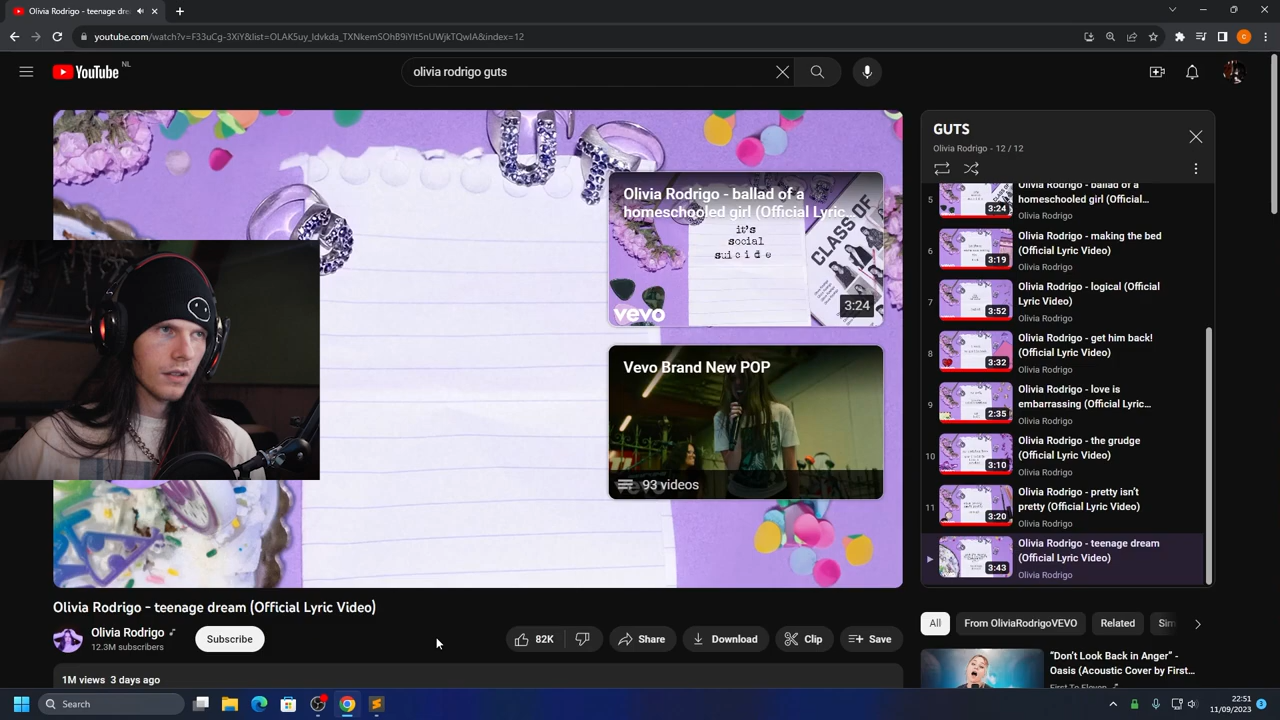 Olivia Rodrigo - teenage dre
youtube.com/watch?v=F33uCg-3XiY&list=OLAK5uy_ldvkda_TXNkemSOhB9iYIt5nUWjkTQwIA&index=12
YouTube NL
olivia rodrigo guts
Olivia Rodrigo - ballad of a
homeschooled girl (Official Lyric...
it's
social
suicide
CLASS OF
vevo
3:24
Vevo Brand New POP
93 videos
GUTS
Olivia Rodrigo - 12 / 12
5
3:24
Olivia Rodrigo - ballad of a
homeschooled girl (Official...
Olivia Rodrigo
6
3:19
Olivia Rodrigo - making the bed
(Official Lyric Video)
Olivia Rodrigo
7
3:52
Olivia Rodrigo - logical (Official
Lyric Video)
Olivia Rodrigo
8
3:32
Olivia Rodrigo - get him back!
(Official Lyric Video)
Olivia Rodrigo
9
2:35
Olivia Rodrigo - love is
embarrassing (Official Lyric...
Olivia Rodrigo
10
3:10
Olivia Rodrigo - the grudge
(Official Lyric Video)
Olivia Rodrigo
11
3:20
Olivia Rodrigo - pretty isn't
pretty (Official Lyric Video)
Olivia Rodrigo
3:43
Olivia Rodrigo - teenage dream
(Official Lyric Video)
Olivia Rodrigo
Olivia Rodrigo - teenage dream (Official Lyric Video)
Olivia Rodrigo
12.3M subscribers
Subscribe
82K
Share
Download
Clip
Save
1M views 3 days ago
All
From OliviaRodrigoVEVO
Related
Sim
"Don't Look Back in Anger" -
Oasis (Acoustic Cover by First...
First To Eleven
Search
22:51
11/09/2023
3